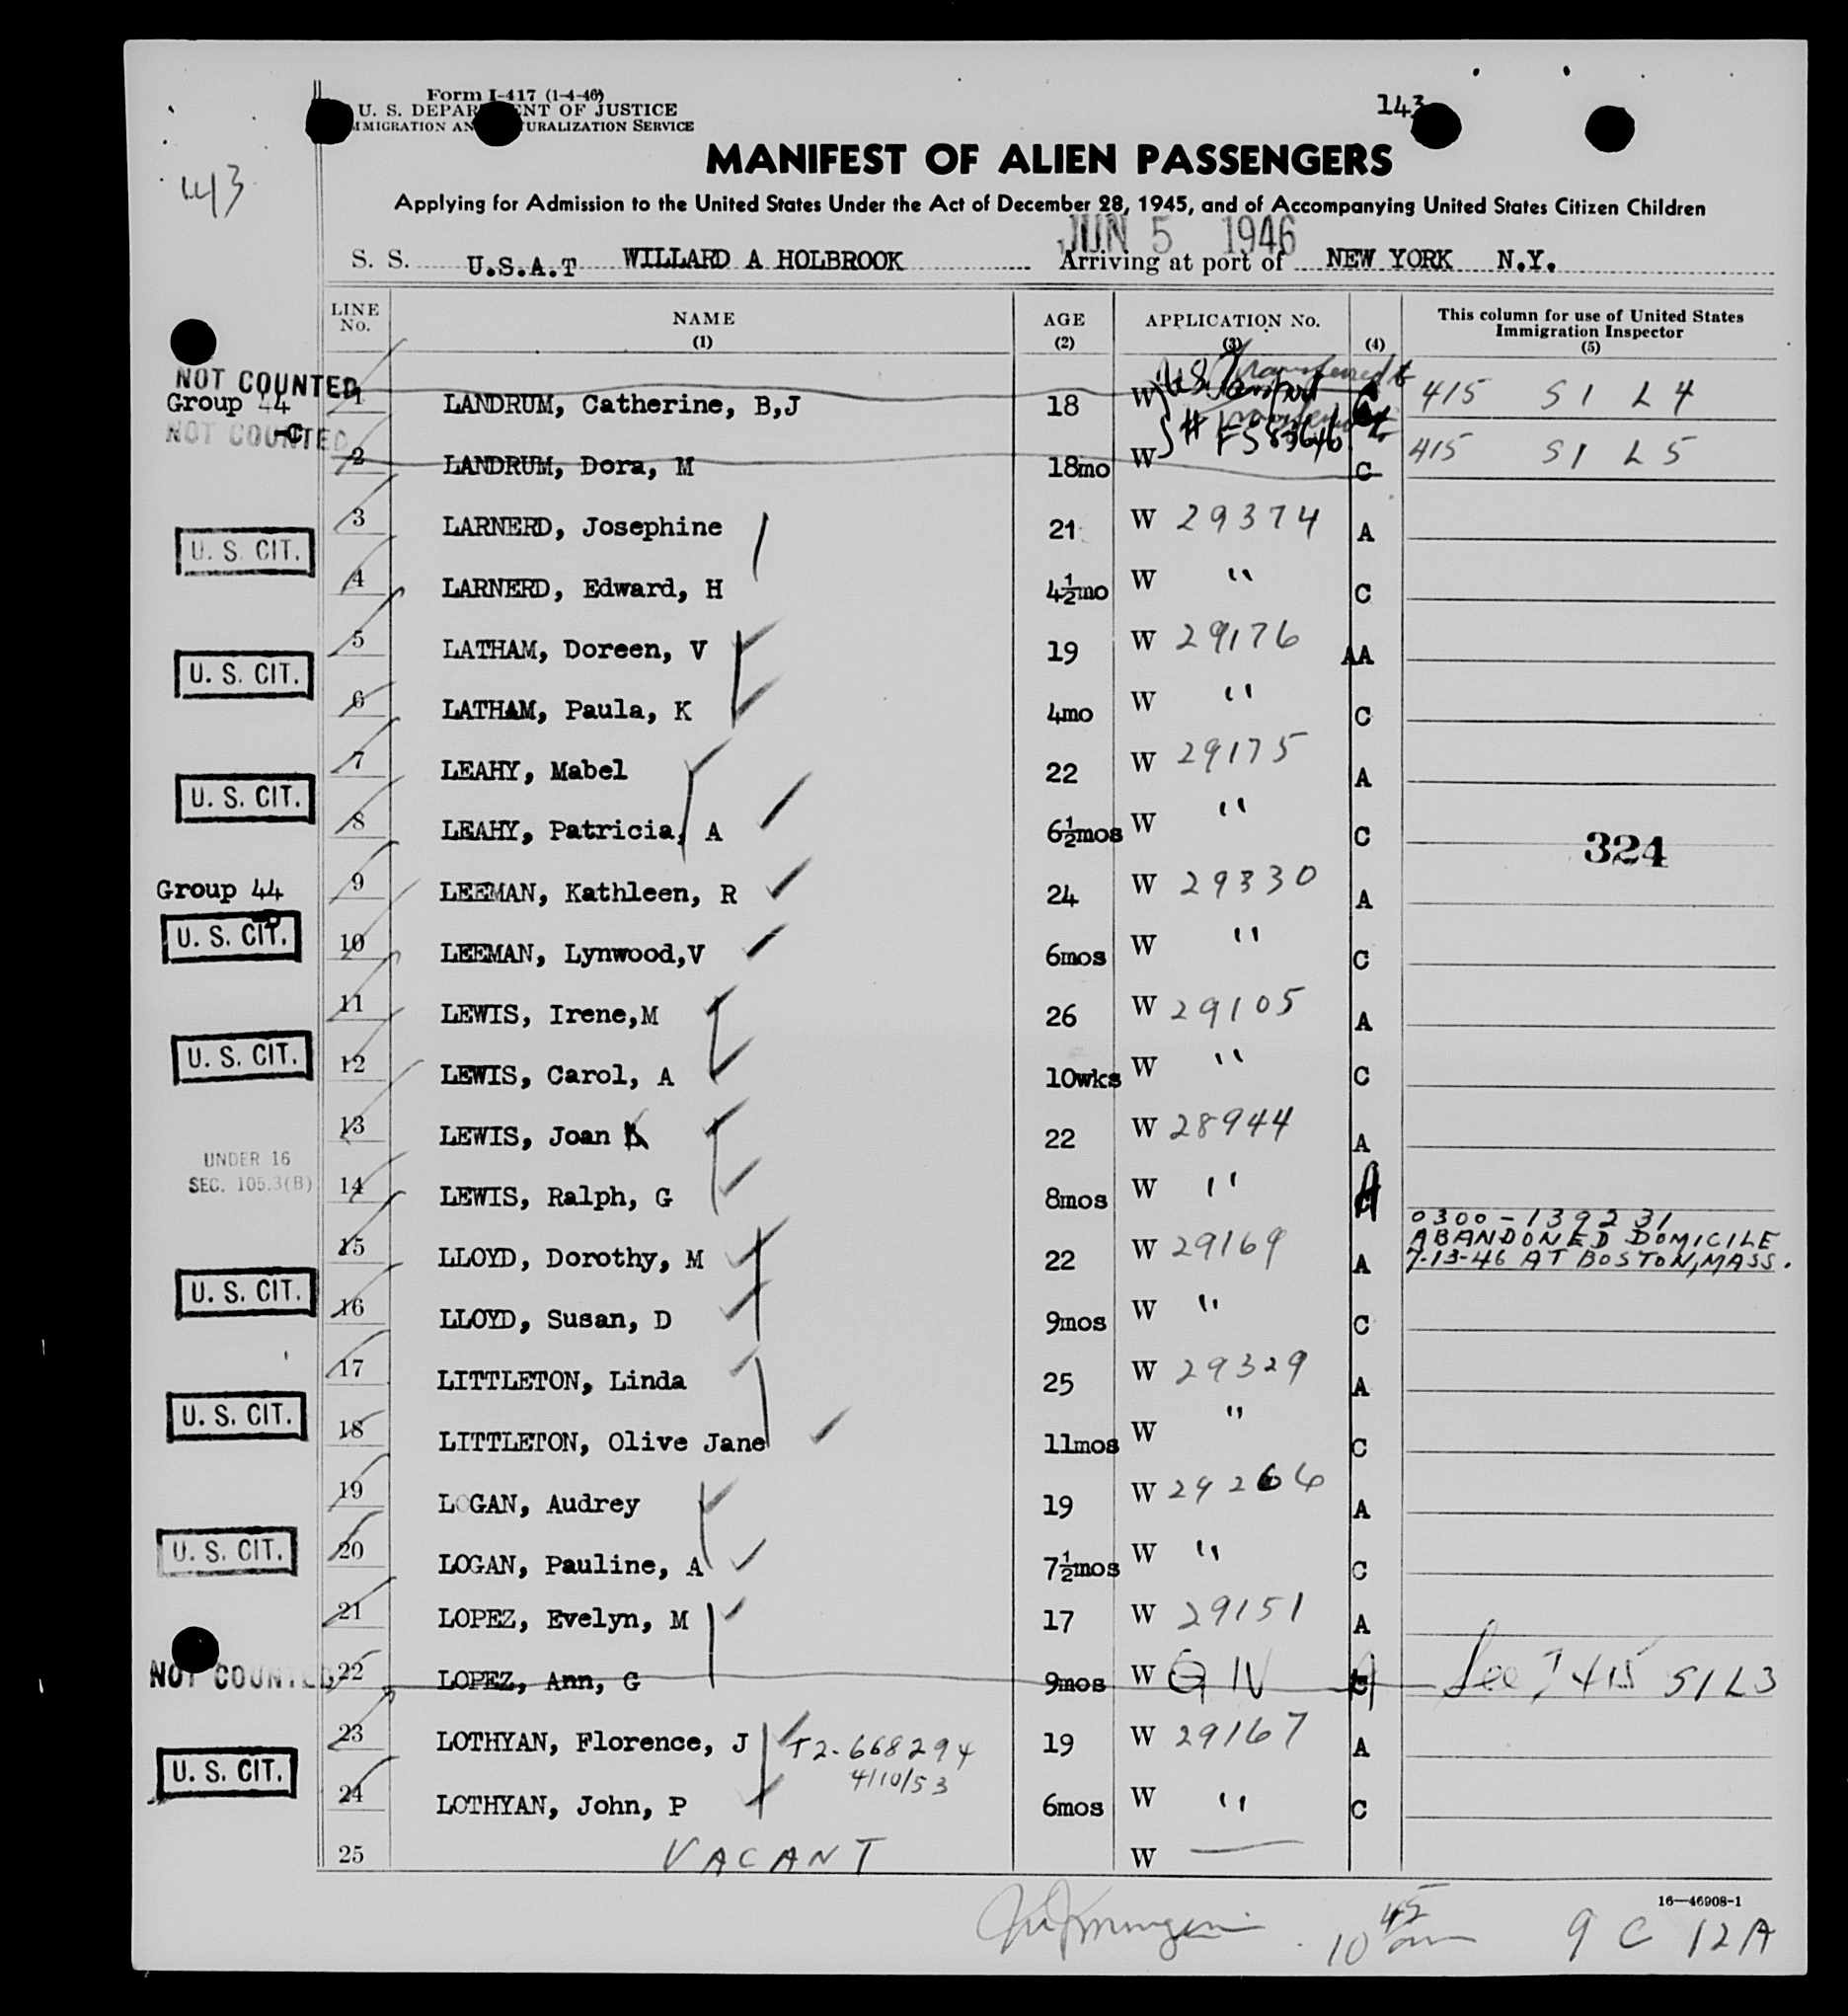 Form I-417 (1-4-46)
U. S. DEPARTMENT OF JUSTICE
IMMIGRATION AND NATURALIZATION SERVICE
143
143
MANIFEST OF ALIEN PASSENGERS
Applying for Admission to the United States Under the Act of December 28, 1945, and of Accompanying United States Citizen Children
JUN 5 1946
S. S. U.S.A.T WILLARD A HOLBROOK Arriving at port of NEW YORK N.Y.
LINE No. NAME (1) AGE (2) APPLICATION No. (3) (4) This column for use of United States Immigration Inspector (5)
NOT COUNTED
Group 44
1 LANDRUM, Catherine, B,J 18 W U.S. Transferred to 415 S1 L4
NOT COUNTED
-C
2 LANDRUM, Dora, M 18mo W C 415 S1 L5
3 LARNERD, Josephine 21 W 29374 A
U. S. CIT.
4 LARNERD, Edward, H 4½mo W " C
5 LATHAM, Doreen, V 19 W 29176 AA
U. S. CIT.
6 LATHAM, Paula, K 4mo W " C
7 LEAHY, Mabel 22 W 29175 A
U. S. CIT.
8 LEAHY, Patricia, A 6½mos W " C
324
Group 44
9 LEEMAN, Kathleen, R 24 W 29330 A
U. S. CIT.
10 LEEMAN, Lynwood,V 6mos W " C
11 LEWIS, Irene,M 26 W 29105 A
U. S. CIT.
12 LEWIS, Carol, A 10wks W " C
13 LEWIS, Joan 22 W 28944 A
UNDER 16
SEC. 105.3(B)
14 LEWIS, Ralph, G 8mos W " A
0300-139231
ABANDONED DOMICILE
7-13-46 AT BOSTON, MASS.
15 LLOYD, Dorothy, M 22 W 29169 A
U. S. CIT.
16 LLOYD, Susan, D 9mos W " C
17 LITTLETON, Linda 25 W 29329 A
U. S. CIT.
18 LITTLETON, Olive Jane 11mos W " C
19 LOGAN, Audrey 19 W 29266 A
U. S. CIT.
20 LOGAN, Pauline, A 7½mos W " C
21 LOPEZ, Evelyn, M 17 W 29151 A
NOT COUNTED
22 LOPEZ, Ann, G 9mos W See 415 S1 L3
23 LOTHYAN, Florence, J T2-668294 19 W 29167 A
4/10/53
U. S. CIT.
24 LOTHYAN, John, P 6mos W " C
25 VACANT W —
16—46908-1
10 45 am
9 C 12A